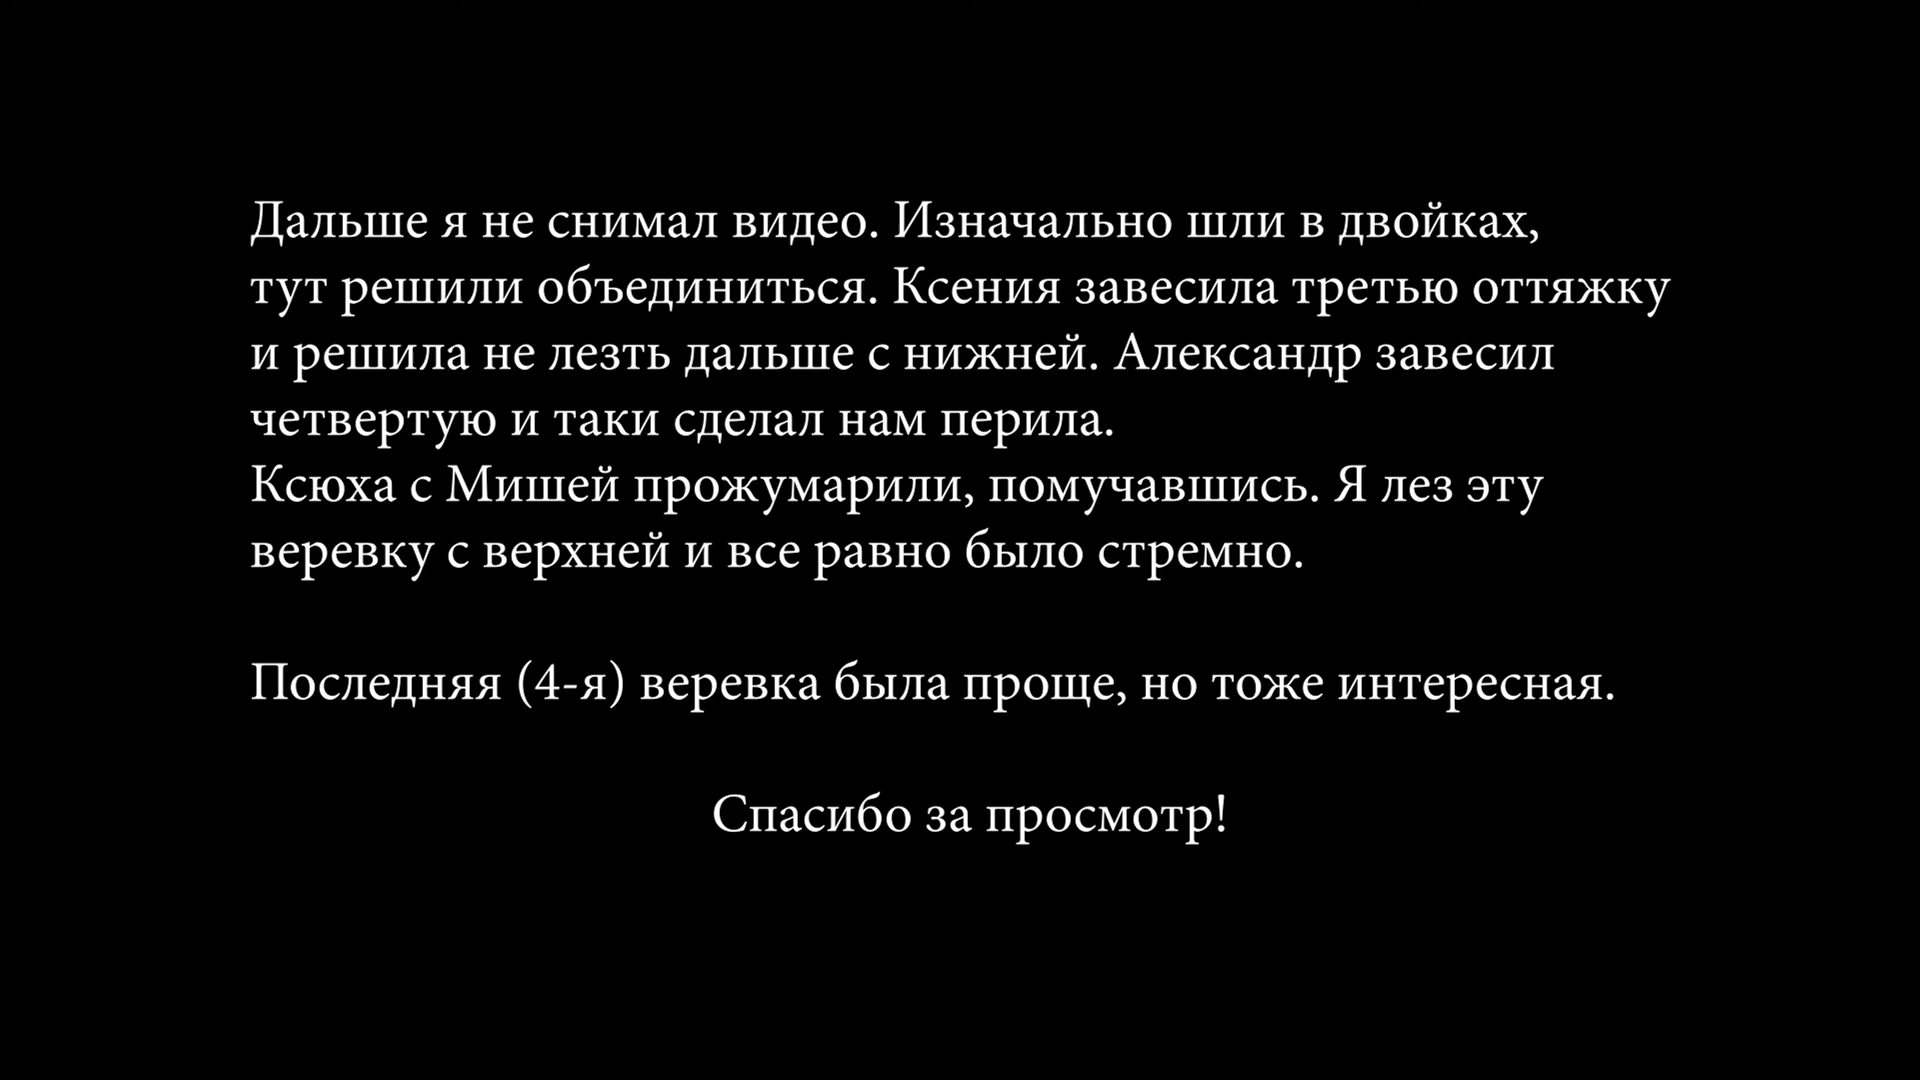 Дальше я не снимал видео. Изначально шли в двойках,
тут решили объединиться. Ксения завесила третью оттяжку
и решила не лезть дальше с нижней. Александр завесил
четвертую и таки сделал нам перила.
Ксюха с Мишей прожумарили, помучавшись. Я лез эту
веревку с верхней и все равно было стремно.
Последняя (4-я) веревка была проще, но тоже интересная.
Спасибо за просмотр!